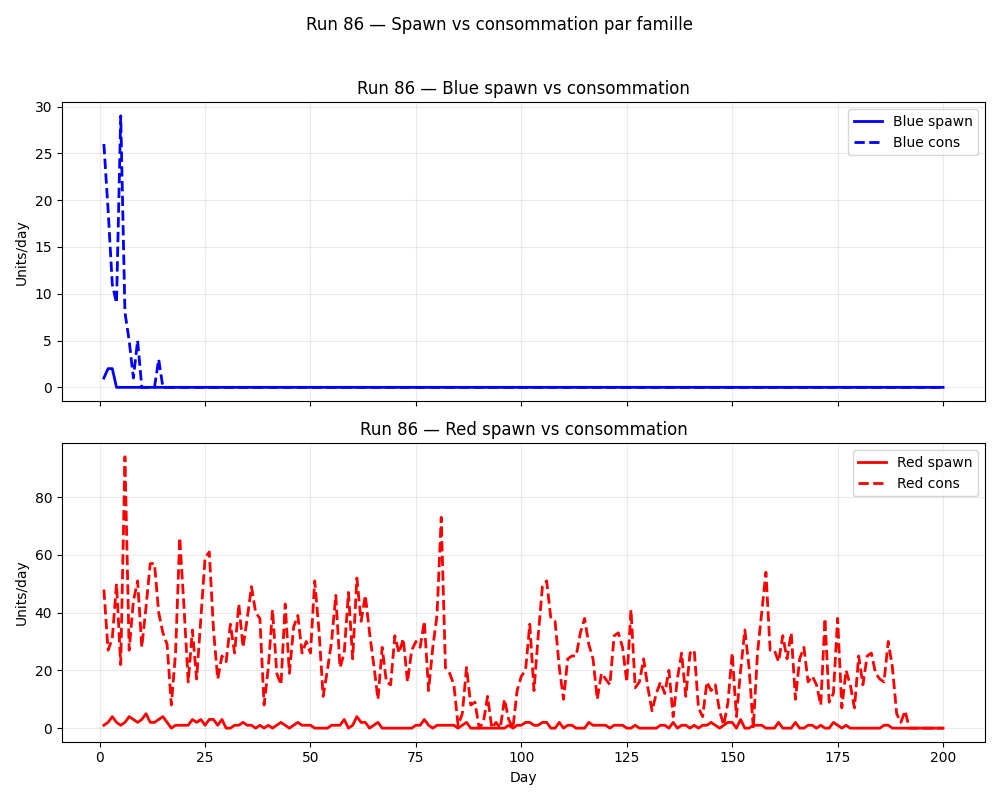 Run 86 — Spawn vs consommation par famille
Run 86 — Blue spawn vs consommation
30
25
20
15
10
5
0
Units/day
Blue spawn
Blue cons
Run 86 — Red spawn vs consommation
80
60
40
20
0
Units/day
Red spawn
Red cons
0 25 50 75 100 125 150 175 200
Day